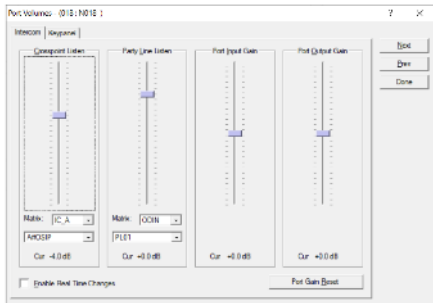 Port Volumes (018: N018 )
? ×
Intercom Keypanel
Crosspoint Listen Party Line Listen Port Input Gain Port Output Gain
Next
Prev
Done
Matrix: IC_A Matrix: ODIN
PL01
Cur -4.0 dB Cur +0.0 dB Cur +0.0 dB Cur +0.0 dB
Enable Real Time Changes
Port Gain Reset